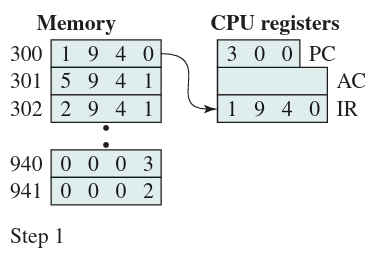 Memory CPU registers
300 1 9 4 0 3 0 0 PC
301 5 9 4 1 AC
302 2 9 4 1 1 9 4 0 IR
940 0 0 0 3
941 0 0 0 2
Step 1